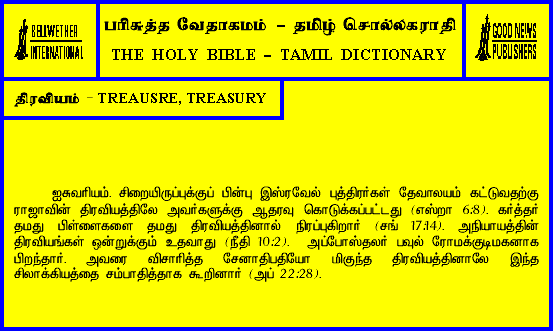 BELLWETHER
INTERNATIONAL
பரிசுத்த வேதாகமம் – தமிழ் சொல்லகராதி
THE HOLY BIBLE – TAMIL DICTIONARY
GOOD NEWS
PUBLISHERS
திரவியம் – TREAUSRE, TREASURY
ஐசுவரியம். சிறையிருப்புக்குப் பின்பு இஸ்ரவேல் புத்திரர்கள் தேவாலயம் கட்டுவதற்கு
ராஜாவின் திரவியத்திலே அவர்களுக்கு ஆதரவு கொடுக்கப்பட்டது (எஸ்றா 6:8). கர்த்தர்
தமது பிள்ளைகளை தமது திரவியத்தினால் நிரப்புகிறார் (சங் 17:14). அநியாயத்தின்
திரவியங்கள் ஒன்றுக்கும் உதவாது (நீதி 10:2). அப்போஸ்தலர் பவுல் ரோமக்குடிமகனாக
பிறந்தார். அவரை விசாரித்த சேனாதிபதியோ மிகுந்த திரவியத்தினாலே இந்த
சிலாக்கியத்தை சம்பாதித்தாக கூறினார் (அப் 22:28).